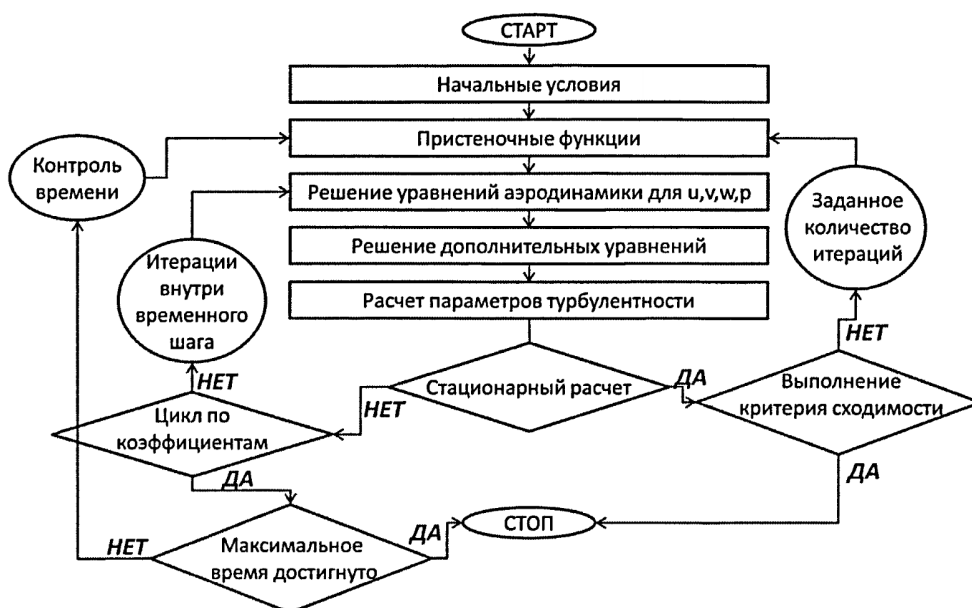 СТАРТ
Начальные условия
Пристеночные функции
Контроль
времени
Решение уравнений аэродинамики для u,v,w,p
Заданное
количество
итераций
Решение дополнительных уравнений
Итерации
внутри
временного
шага
Расчет параметров турбулентности
НЕТ
Стационарный расчет
ДА
Выполнение
критерия сходимости
НЕТ
НЕТ
Цикл по
коэффициентам
ДА
ДА
СТОП
ДА
НЕТ
Максимальное
время достигнуто